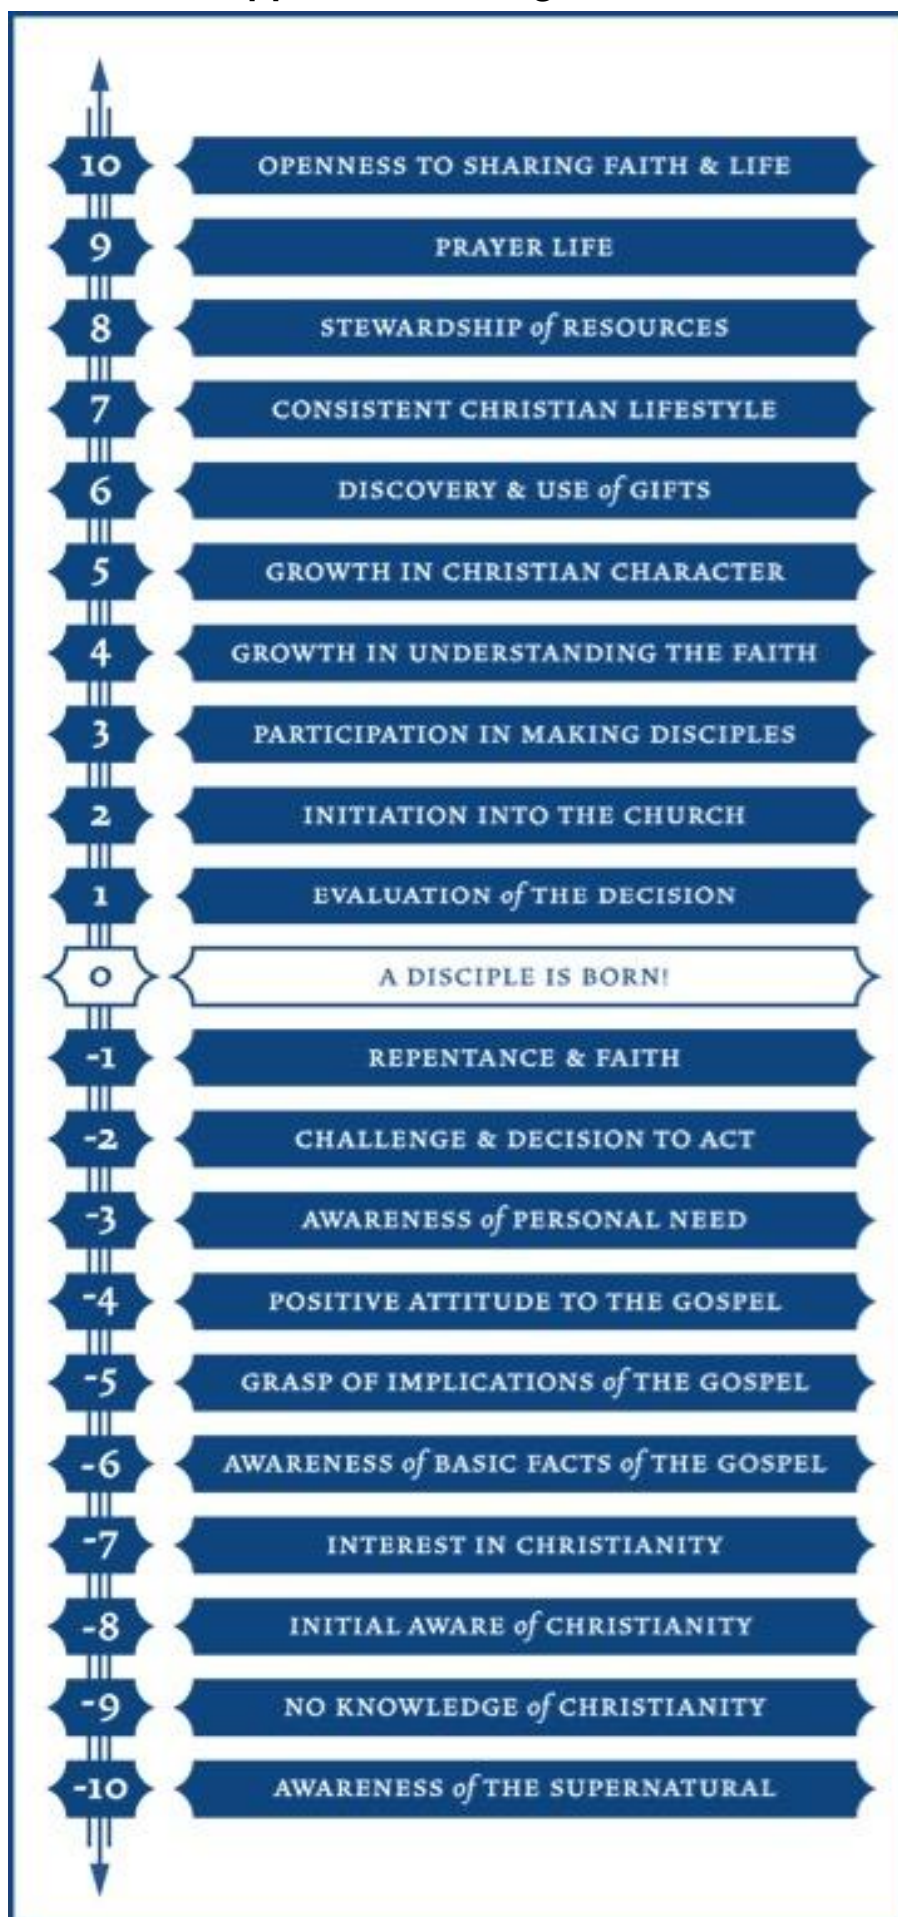 10 OPENNESS TO SHARING FAITH & LIFE
9 PRAYER LIFE
8 STEWARDSHIP of RESOURCES
7 CONSISTENT CHRISTIAN LIFESTYLE
6 DISCOVERY & USE of GIFTS
5 GROWTH IN CHRISTIAN CHARACTER
4 GROWTH IN UNDERSTANDING THE FAITH
3 PARTICIPATION IN MAKING DISCIPLES
2 INITIATION INTO THE CHURCH
1 EVALUATION of THE DECISION
0 A DISCIPLE IS BORN!
-1 REPENTANCE & FAITH
-2 CHALLENGE & DECISION TO ACT
-3 AWARENESS of PERSONAL NEED
-4 POSITIVE ATTITUDE TO THE GOSPEL
-5 GRASP OF IMPLICATIONS of THE GOSPEL
-6 AWARENESS of BASIC FACTS of THE GOSPEL
-7 INTEREST IN CHRISTIANITY
-8 INITIAL AWARE of CHRISTIANITY
-9 NO KNOWLEDGE of CHRISTIANITY
-10 AWARENESS of THE SUPERNATURAL